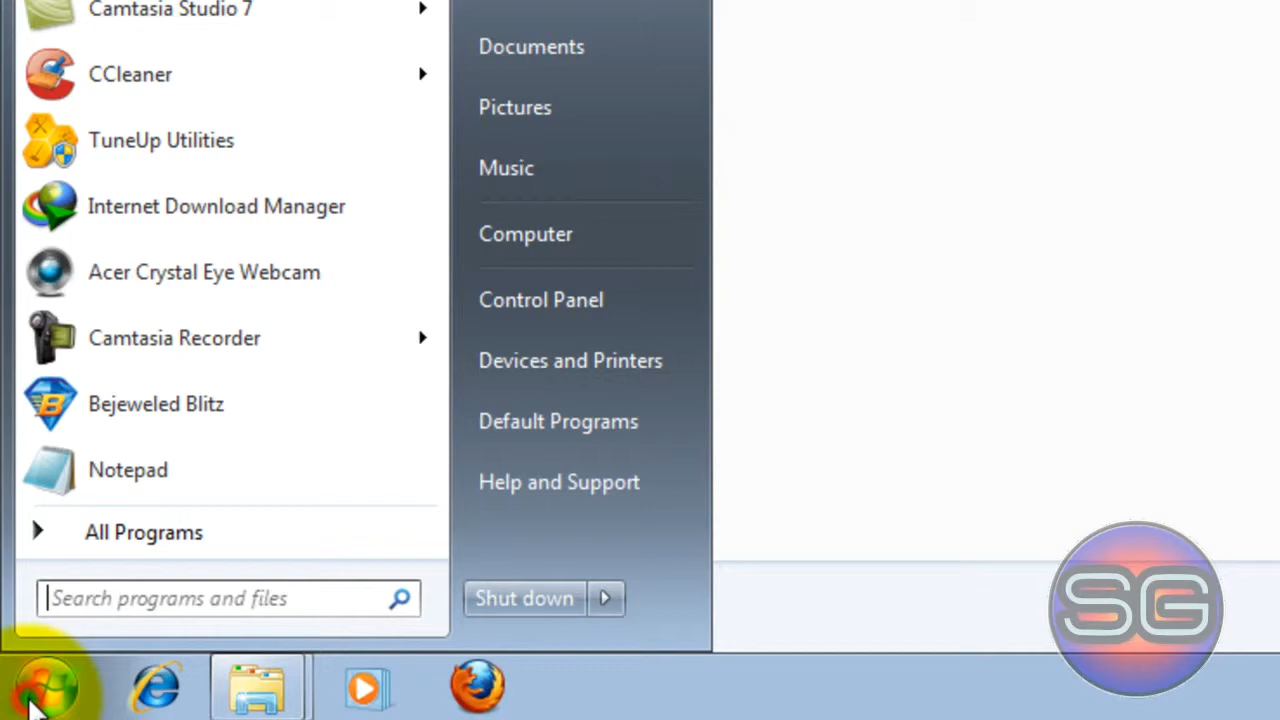 Camtasia Studio 7
CCleaner
TuneUp Utilities
Internet Download Manager
Acer Crystal Eye Webcam
Camtasia Recorder
Bejeweled Blitz
Notepad
All Programs
Search programs and files
Documents
Pictures
Music
Computer
Control Panel
Devices and Printers
Default Programs
Help and Support
Shut down
SG